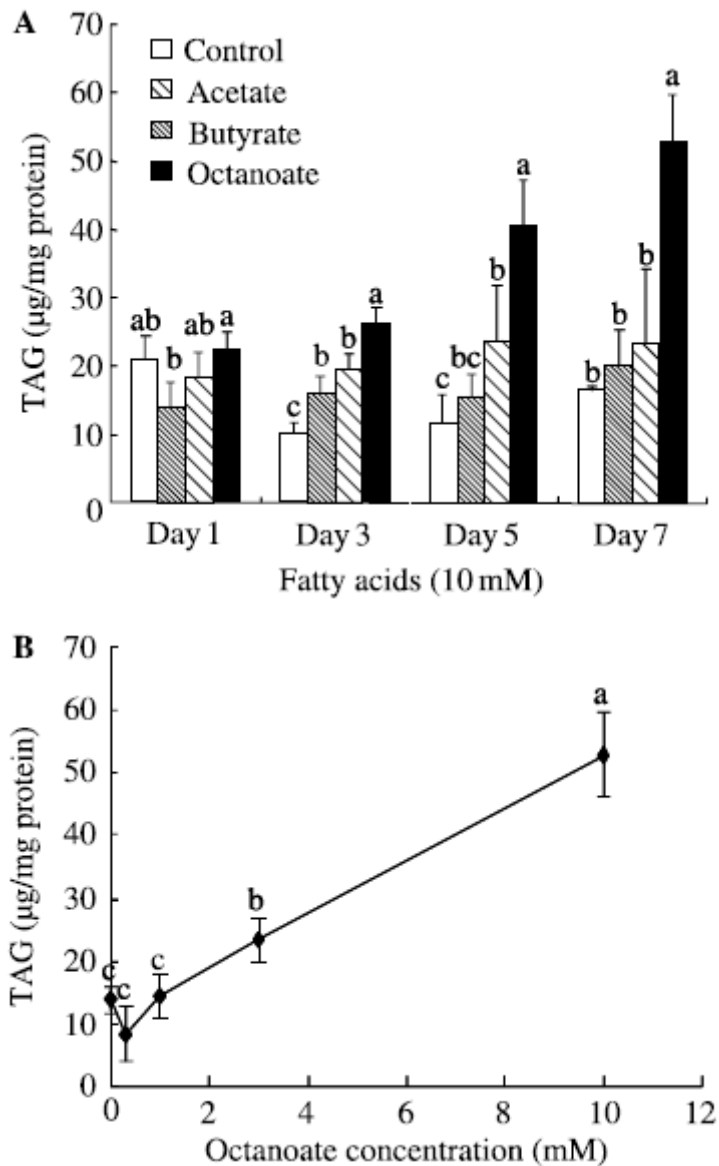 A
70
60
50
40
30
20
10
0
TAG (μg/mg protein)
Control
Acetate
Butyrate
Octanoate
ab b ab a
c b b a
c bc b a
b b b a
Day 1 Day 3 Day 5 Day 7
Fatty acids (10 mM)
B
70
60
50
40
30
20
10
0
TAG (μg/mg protein)
c c c b a
0 2 4 6 8 10 12
Octanoate concentration (mM)